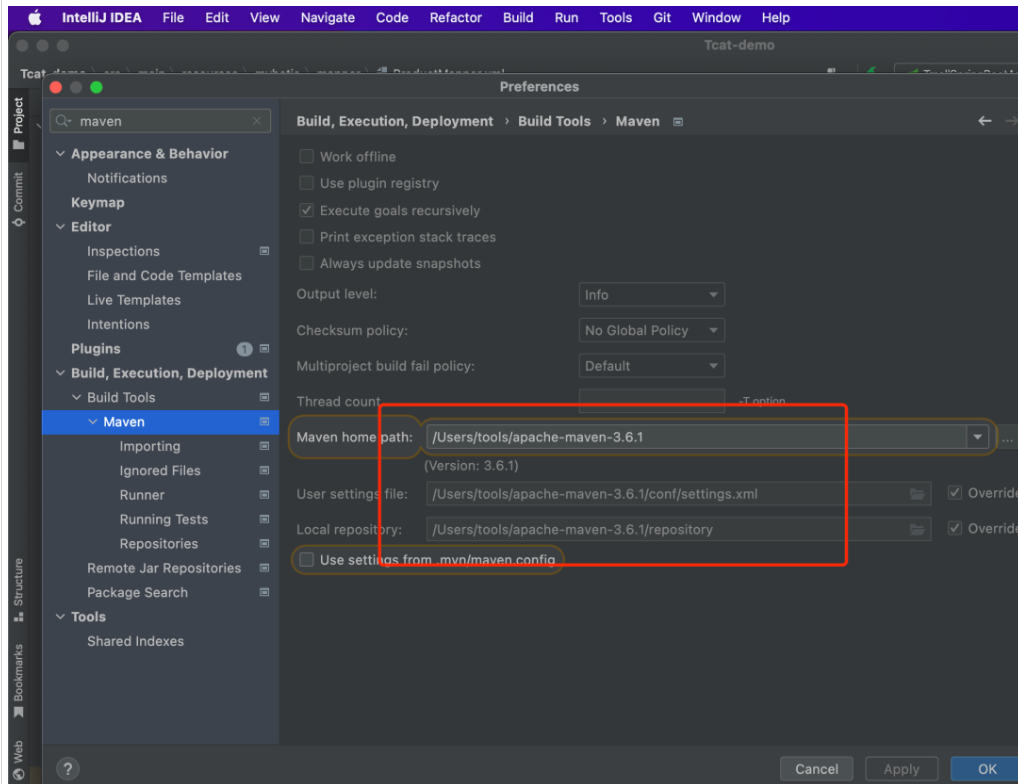 IntelliJ IDEA File Edit View Navigate Code Refactor Build Run Tools Git Window Help
Tcat-demo
Preferences
Project
Commit
Structure
Bookmarks
Web
maven
Appearance & Behavior
Notifications
Keymap
Editor
Inspections
File and Code Templates
Live Templates
Intentions
Plugins 1
Build, Execution, Deployment
Build Tools
Maven
Importing
Ignored Files
Runner
Running Tests
Repositories
Remote Jar Repositories
Package Search
Tools
Shared Indexes
Build, Execution, Deployment › Build Tools › Maven
Work offline
Use plugin registry
Execute goals recursively
Print exception stack traces
Always update snapshots
Output level: Info
Checksum policy: No Global Policy
Multiproject build fail policy: Default
Thread count -T option
Maven home path: /Users/tools/apache-maven-3.6.1 ...
(Version: 3.6.1)
User settings file: /Users/tools/apache-maven-3.6.1/conf/settings.xml Override
Local repository: /Users/tools/apache-maven-3.6.1/repository Override
Use settings from .mvn/maven.config
? Cancel Apply OK